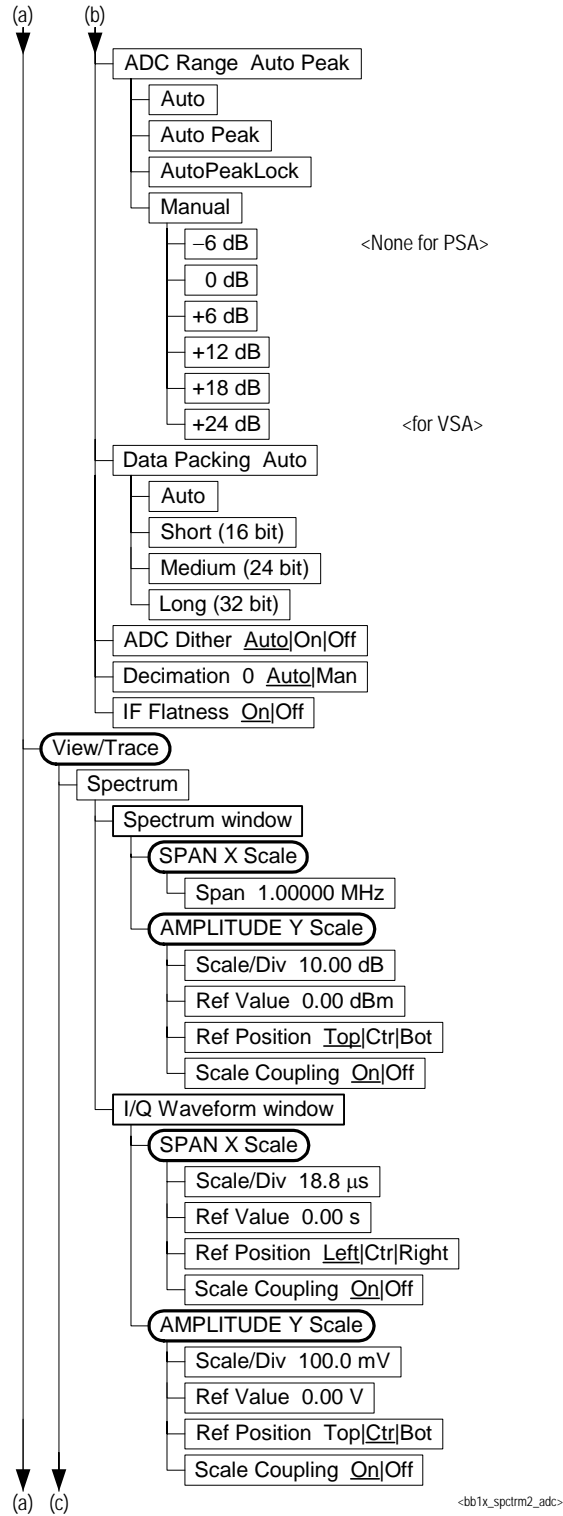 (a) (b)
ADC Range Auto Peak
Auto
Auto Peak
AutoPeakLock
Manual
−6 dB <None for PSA>
0 dB
+6 dB
+12 dB
+18 dB
+24 dB <for VSA>
Data Packing Auto
Auto
Short (16 bit)
Medium (24 bit)
Long (32 bit)
ADC Dither Auto|On|Off
Decimation 0 Auto|Man
IF Flatness On|Off
View/Trace
Spectrum
Spectrum window
SPAN X Scale
Span 1.00000 MHz
AMPLITUDE Y Scale
Scale/Div 10.00 dB
Ref Value 0.00 dBm
Ref Position Top|Ctr|Bot
Scale Coupling On|Off
I/Q Waveform window
SPAN X Scale
Scale/Div 18.8 μs
Ref Value 0.00 s
Ref Position Left|Ctr|Right
Scale Coupling On|Off
AMPLITUDE Y Scale
Scale/Div 100.0 mV
Ref Value 0.00 V
Ref Position Top|Ctr|Bot
Scale Coupling On|Off
(a) (c) <bb1x_spctrm2_adc>